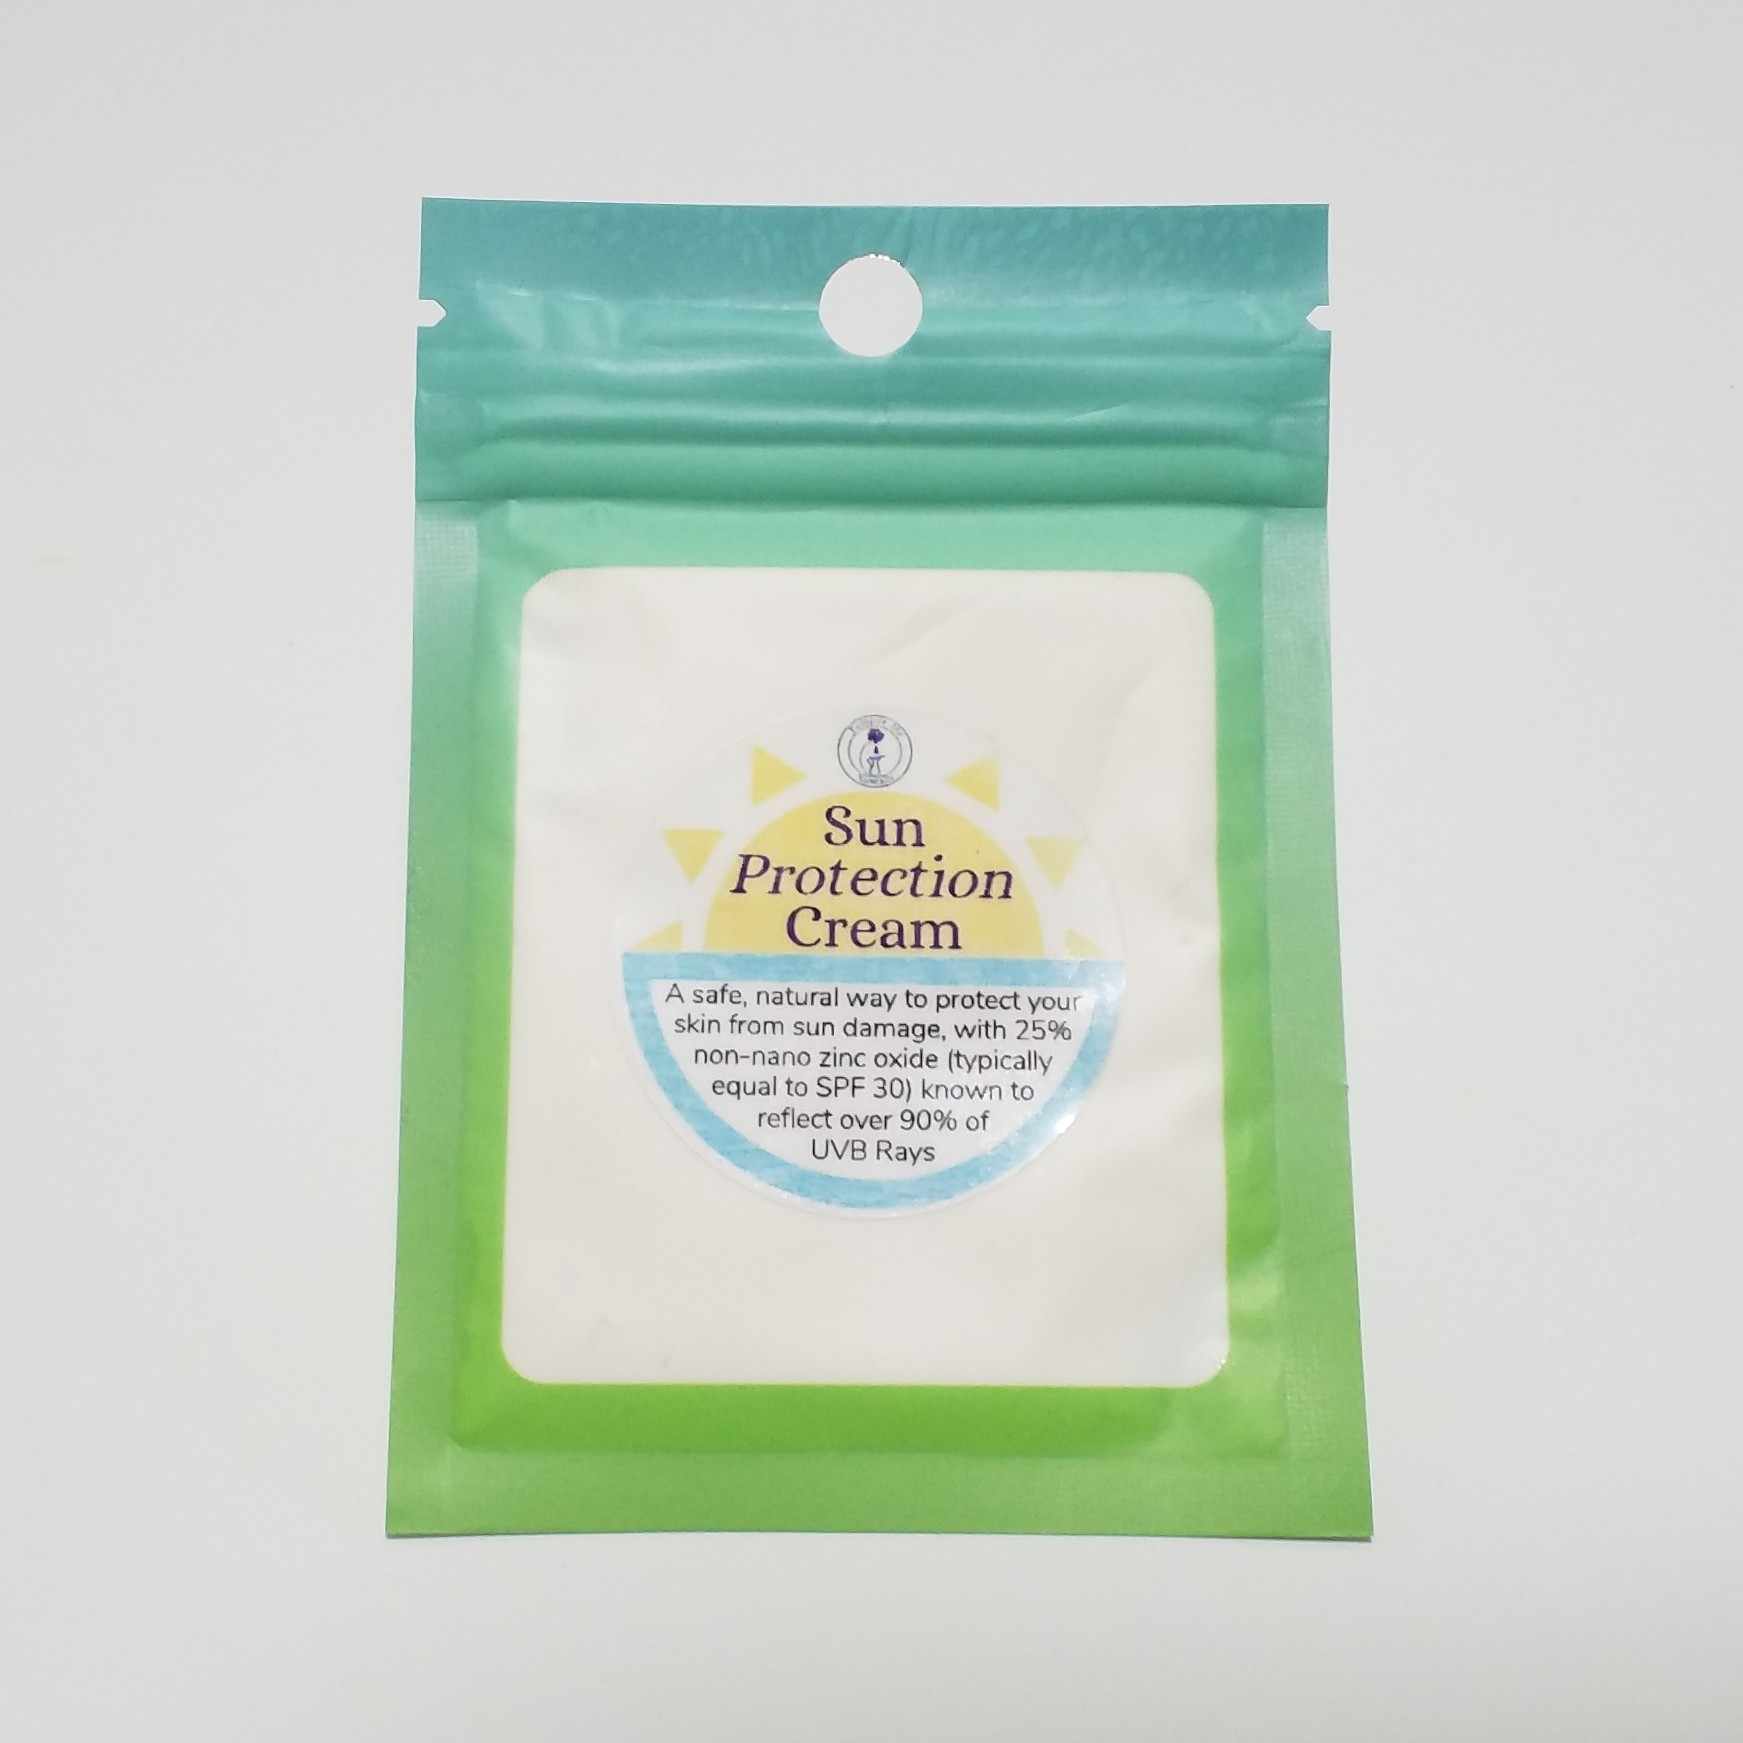 Sun
Protection
Cream
A safe, natural way to protect your
skin from sun damage, with 25%
non-nano zinc oxide (typically
equal to SPF 30) known to
reflect over 90% of
UVB Rays